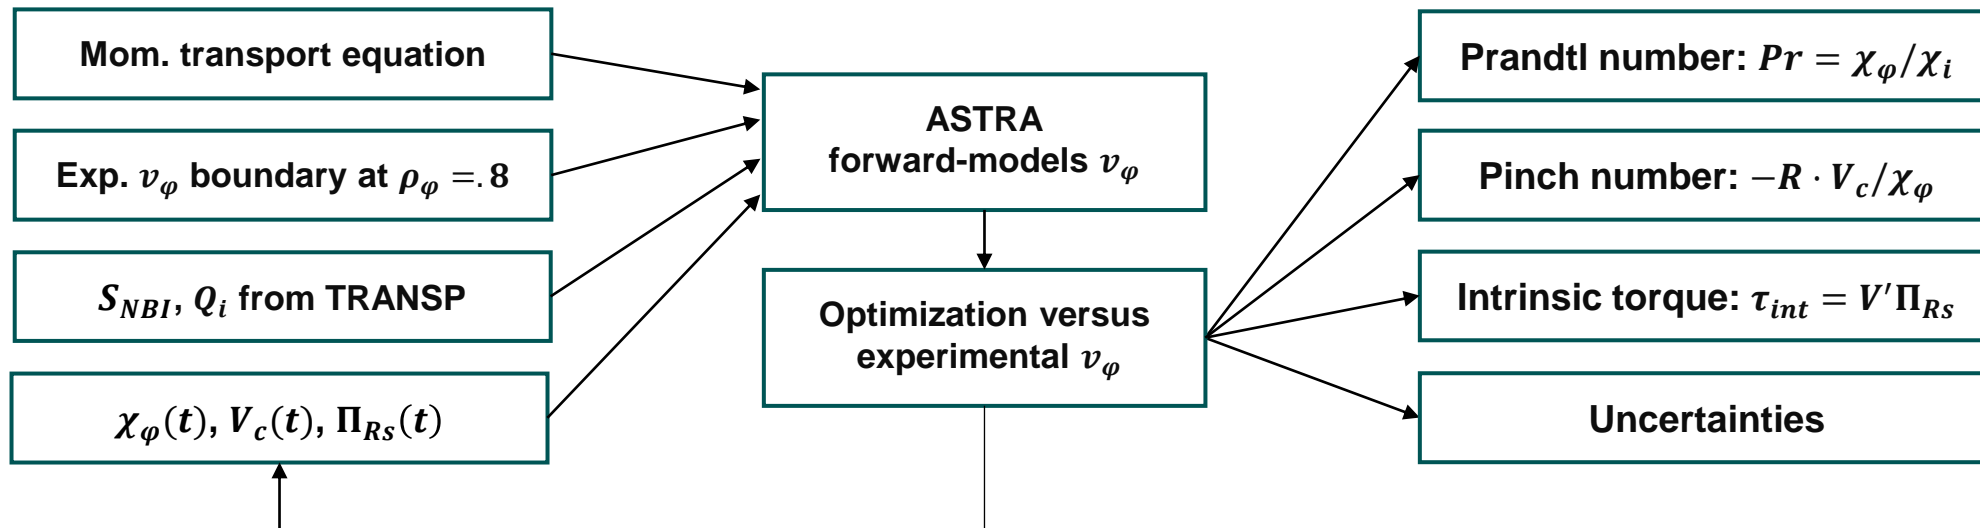 Mom. transport equation
Exp. v_φ boundary at ρ_φ =. 8
S_NBI, Q_i from TRANSP
χ_φ(t), V_c(t), Π_Rs(t)
ASTRA
forward-models v_φ
Optimization versus
experimental v_φ
Prandtl number: Pr = χ_φ/χ_i
Pinch number: −R · V_c/χ_φ
Intrinsic torque: τ_int = V′Π_Rs
Uncertainties